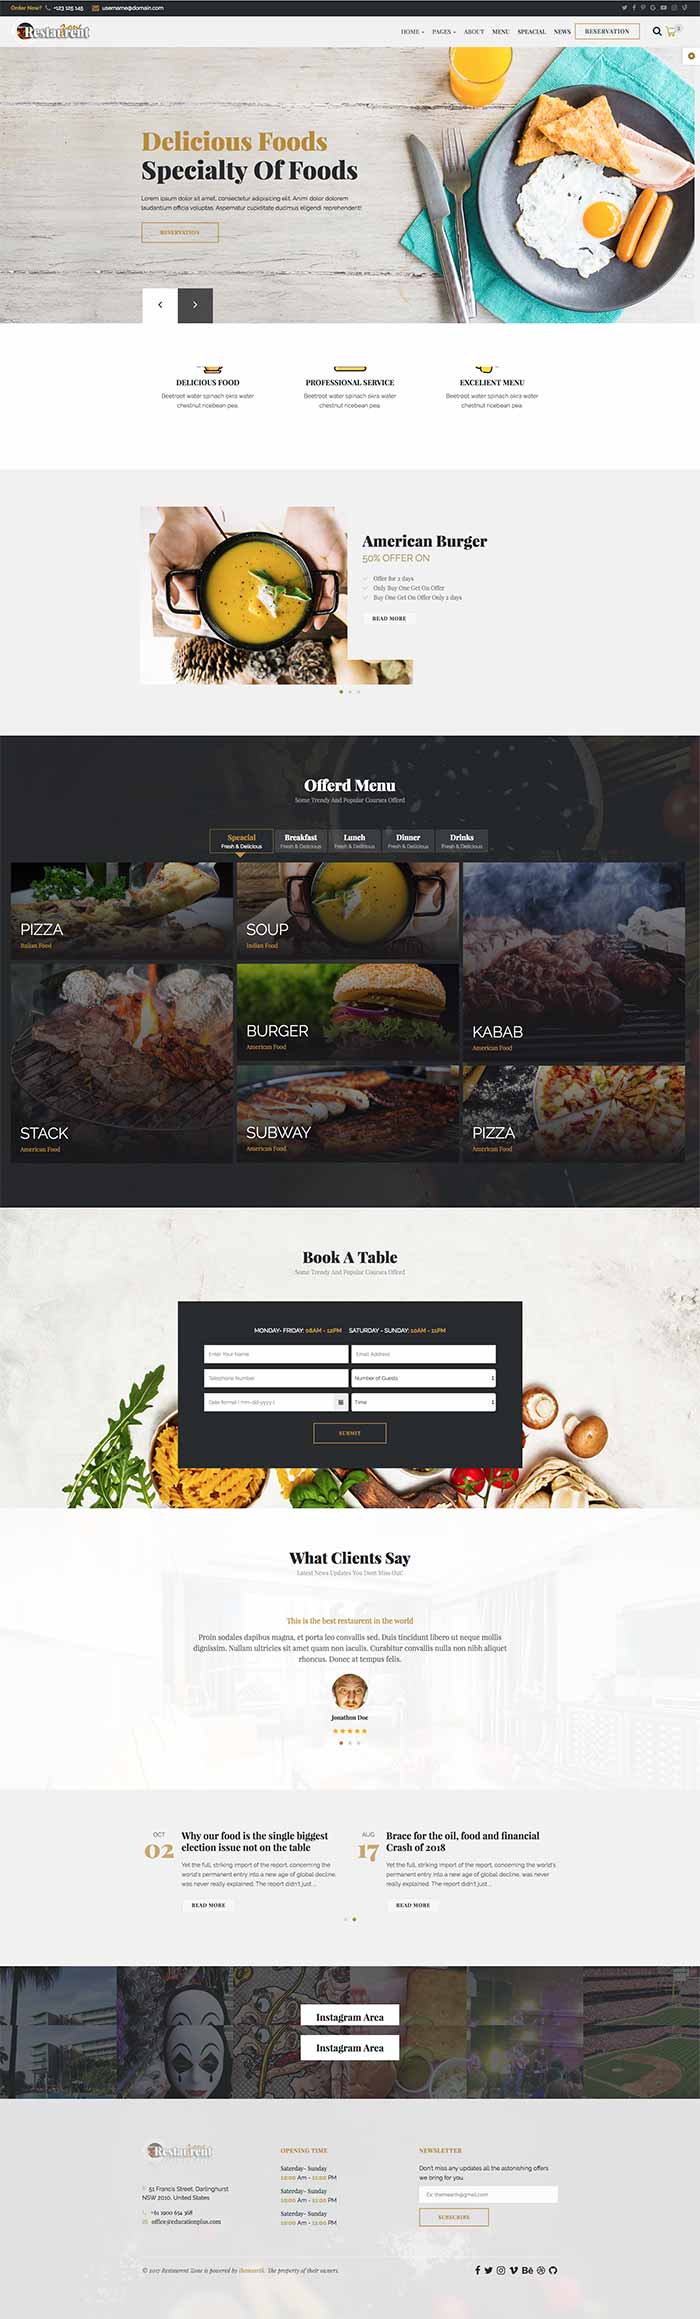 Order Now? +123 125 145 username@domain.com
Restaurent Zone
HOME PAGES ABOUT MENU SPEACIAL NEWS RESERVATION 0
Delicious Foods
Specialty Of Foods
Lorem ipsum dolor sit amet, consectetur adipisicing elit. Animi dolor dolorem
laudantium officia voluptas. Aspernatur cupiditate ducimus eligendi reprehenderit!
RESERVATION
DELICIOUS FOOD
Beetroot water spinach okra water
chestnut ricebean pea.
PROFESSIONAL SERVICE
Beetroot water spinach okra water
chestnut ricebean pea.
EXCELIENT MENU
Beetroot water spinach okra water
chestnut ricebean pea.
American Burger
50% OFFER ON
Offer for 2 days
Only Buy One Get On Offer
Buy One Get On Offer Only 2 days
READ MORE
Offerd Menu
Some Trendy And Popular Courses Offerd
Speacial Breakfast Lunch Dinner Drinks
Fresh & Delicious Fresh & Delicious Fresh & Delicious Fresh & Delicious Fresh & Delicious
PIZZA
Italian Food
SOUP
Indian Food
BURGER
American Food
KABAB
American Food
STACK
American Food
SUBWAY
American Food
PIZZA
American Food
Book A Table
Some Trendy And Popular Courses Offerd
MONDAY- FRIDAY: 08AM - 12PM SATURDAY - SUNDAY: 10AM - 11PM
Enter Your Name Email Address
Telephone Number Number of Guests
Date format ( mm-dd-yyyy ) Time
SUBMIT
What Clients Say
Latest News Updates You Dont Miss Out!
This is the best restaurent in the world
Proin sodales dapibus magna, et porta leo convallis sed. Duis tincidunt libero ut neque mollis
dignissim. Nullam ultricies sit amet quam non iaculis. Curabitur convallis nulla non nibh aliquet
rhoncus. Donec at tempus felis.
Jonathon Doe
OCT
02
Why our food is the single biggest
election issue not on the table
Yet the full, striking import of the report, concerning the
world's permanent entry into a new age of global decline, was
never really explained. The report didn't just ...
READ MORE
AUG
17
Brace for the oil, food and financial
Crash of 2018
Yet the full, striking import of the report, concerning the world's
permanent entry into a new age of global decline, was never
really explained. The report didn't just ...
READ MORE
Instagram Area
Instagram Area
Restaurent Zone
51 Francis Street, Darlinghurst
NSW 2010, United States
+61 1900 654 368
office@educationplus.com
OPENING TIME
Saterday- Sunday
10:00 Am - 11:00 PM
Saterday- Sunday
10:00 Am - 11:00 PM
Saterday- Sunday
10:00 Am - 11:00 PM
NEWSLETTER
Don't miss any updates all the astonishing offers
we bring for you.
Ex: themearth@gmail.com
SUBSCRIBE
© 2017 Restaurent Zone is powered by themearth. The property of their owners.